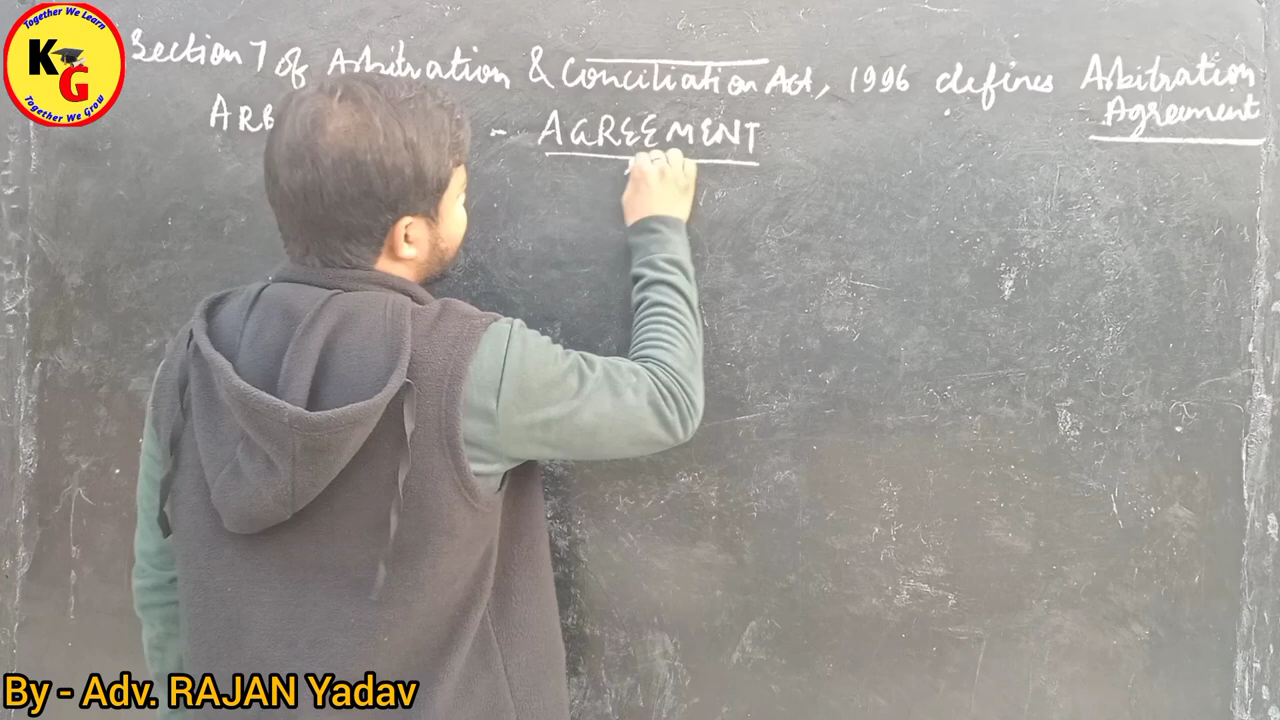 Together We Learn
KG
Together We Grow
Section 7 of Arbitration & Conciliation Act, 1996 defines Arbitration
Agreement
ARB - AGREEMENT
By - Adv. RAJAN Yadav